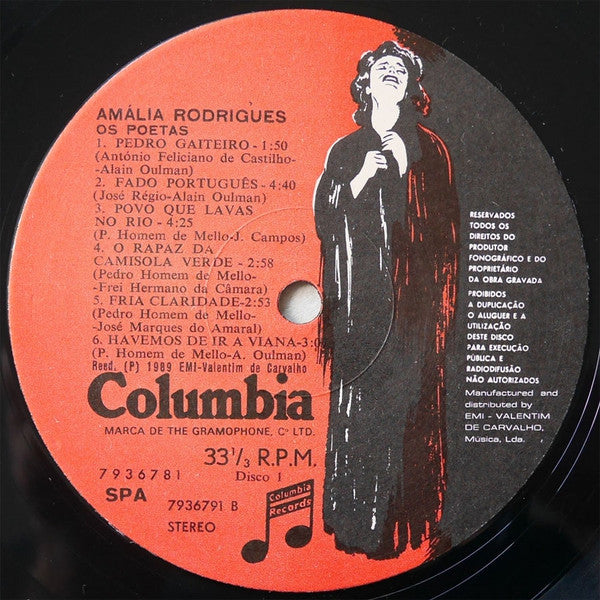 AMÁLIA RODRIGUES
OS POETAS
1. PEDRO GAITEIRO-1:50
(António Feliciano de Castilho-
-Alain Oulman)
2. FADO PORTUGUÊS-4:40
(José Régio-Alain Oulman)
3. POVO QUE LAVAS
NO RIO-4:25
(P. Homem de Mello-J. Campos)
4. O RAPAZ DA
CAMISOLA VERDE-2:58
(Pedro Homem de Mello-
-Frei Hermano da Câmara)
5. FRIA CLARIDADE-2:53
(Pedro Homem de Mello-
-José Marques do Amaral)
6. HAVEMOS DE IR A VIANA-3:0
(P. Homem de Mello-A. Oulman)
Reed. (P) 1989 EMI-Valentim de Carvalho
Columbia
MARCA DE THE GRAMOPHONE, Cº LTD.
33 1/3 R.P.M.
7936781
Disco 1
SPA
7936791 B
STEREO
Columbia
Records
RESERVADOS
TODOS OS
DIREITOS DO
PRODUTOR
FONOGRÁFICO E DO
PROPRIETÁRIO
DA OBRA GRAVADA
PROIBIDOS
A DUPLICAÇÃO
O ALUGUER E A
UTILIZAÇÃO
DESTE DISCO
PARA EXECUÇÃO
PÚBLICA E
RADIODIFUSÃO
NÃO AUTORIZADOS
Manufactured and
distributed by
EMI - VALENTIM
DE CARVALHO,
Música, Lda.